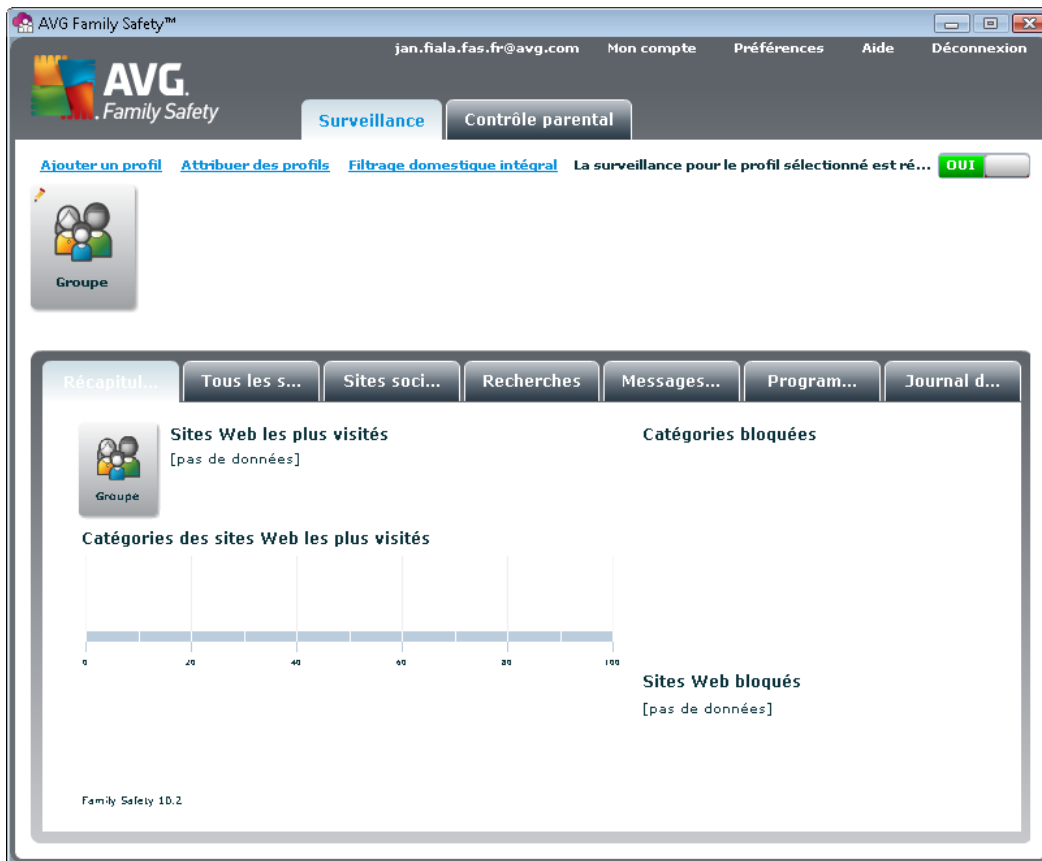 AVG Family Safety™
jan.fiala.fas.fr@avg.com Mon compte Préférences Aide Déconnexion
AVG.
Family Safety
Surveillance Contrôle parental
Ajouter un profil Attribuer des profils Filtrage domestique intégral La surveillance pour le profil sélectionné est ré... OUI
Groupe
Récapitul... Tous les s... Sites soci... Recherches Messages... Program... Journal d...
Sites Web les plus visités Catégories bloquées
[pas de données]
Groupe
Catégories des sites Web les plus visités
0 20 40 60 80 100
Sites Web bloqués
[pas de données]
Family Safety 10.2